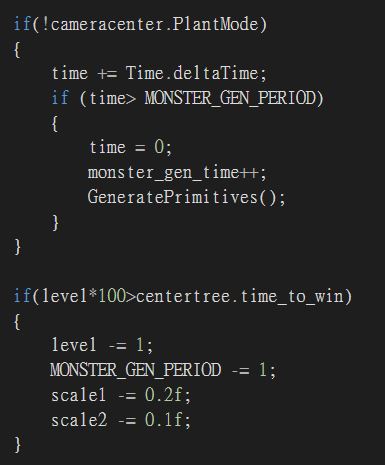 if(!cameracenter.PlantMode)
{
    time += Time.deltaTime;
    if (time> MONSTER_GEN_PERIOD)
    {
        time = 0;
        monster_gen_time++;
        GeneratePrimitives();
    }
}

if(level*100>centertree.time_to_win)
{
    level -= 1;
    MONSTER_GEN_PERIOD -= 1;
    scale1 -= 0.2f;
    scale2 -= 0.1f;
}